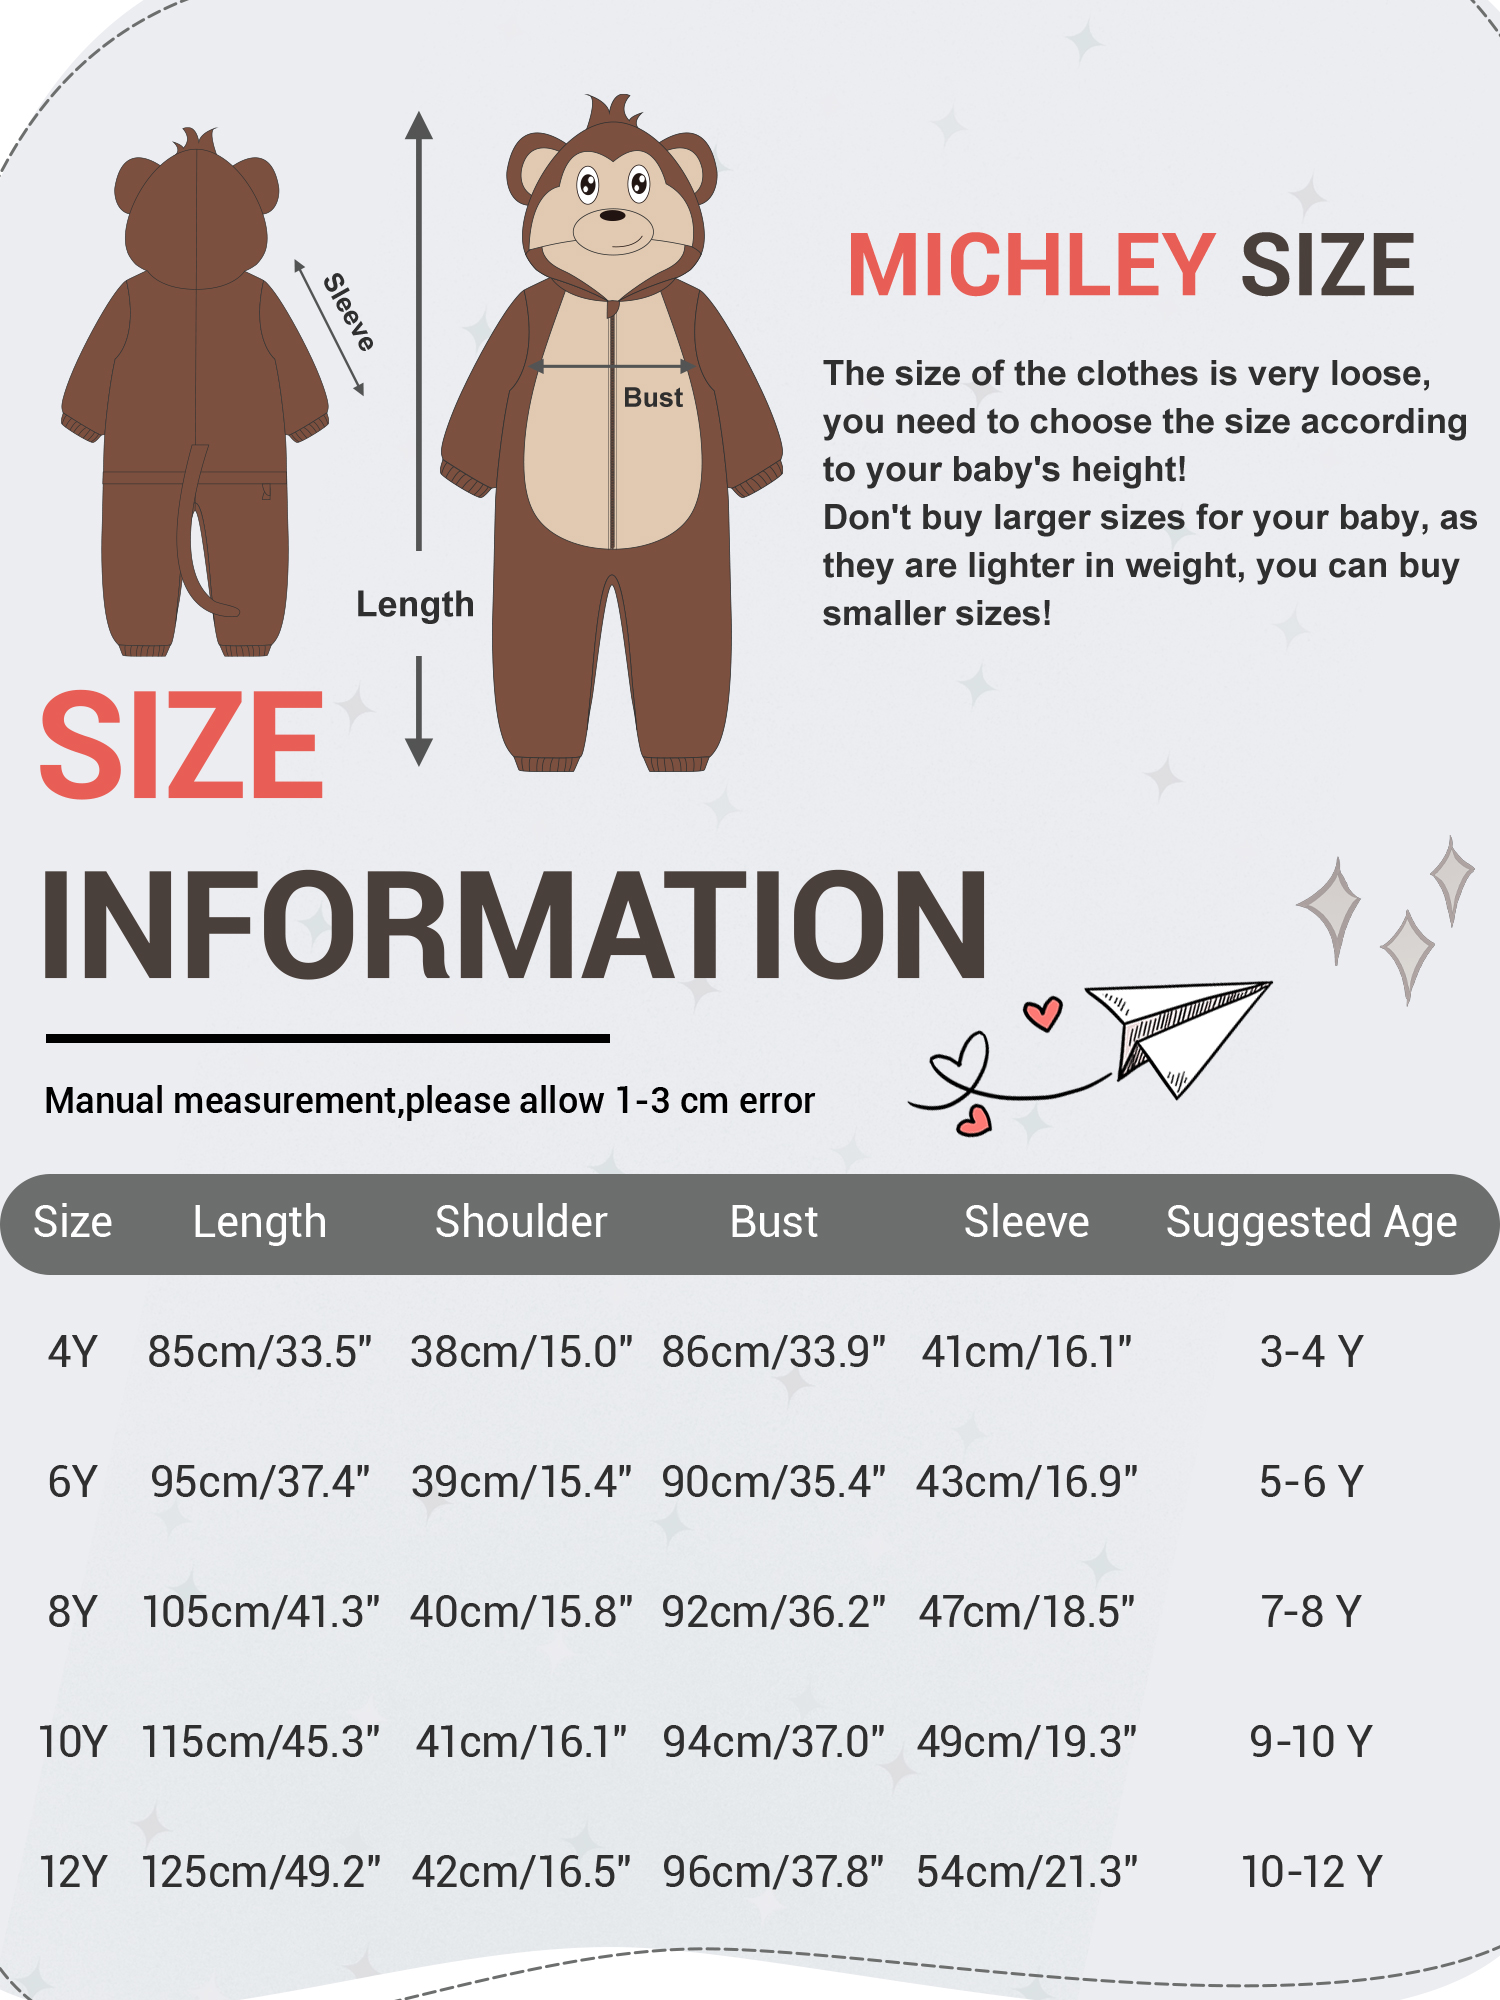 Sleeve
Bust
Length
MICHLEY SIZE
The size of the clothes is very loose,
you need to choose the size according
to your baby's height!
Don't buy larger sizes for your baby, as
they are lighter in weight, you can buy
smaller sizes!
SIZE
INFORMATION
Manual measurement,please allow 1-3 cm error
Size Length Shoulder Bust Sleeve Suggested Age
4Y 85cm/33.5" 38cm/15.0" 86cm/33.9" 41cm/16.1" 3-4 Y
6Y 95cm/37.4" 39cm/15.4" 90cm/35.4" 43cm/16.9" 5-6 Y
8Y 105cm/41.3" 40cm/15.8" 92cm/36.2" 47cm/18.5" 7-8 Y
10Y 115cm/45.3" 41cm/16.1" 94cm/37.0" 49cm/19.3" 9-10 Y
12Y 125cm/49.2" 42cm/16.5" 96cm/37.8" 54cm/21.3" 10-12 Y